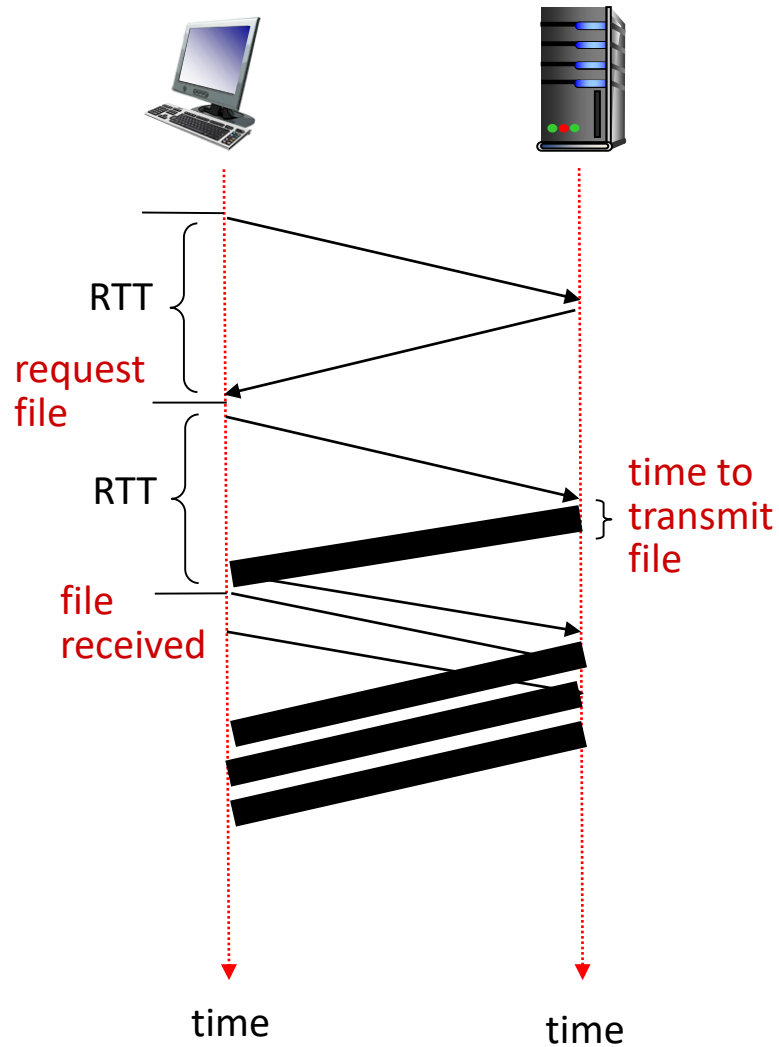 RTT
request
file
RTT
time to
transmit
file
file
received
time
time